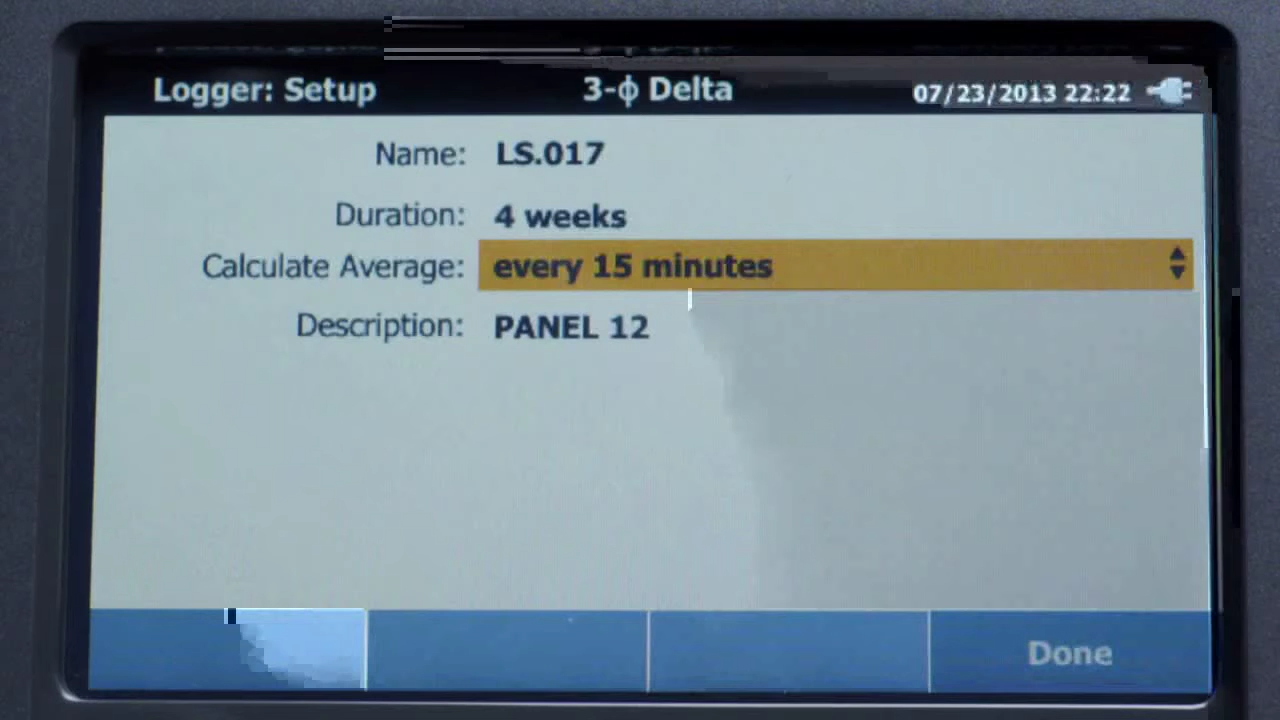 Logger: Setup 3-ϕ Delta 07/23/2013 22:22
Name: LS.017
Duration: 4 weeks
Calculate Average: every 15 minutes
Description: PANEL 12
Done